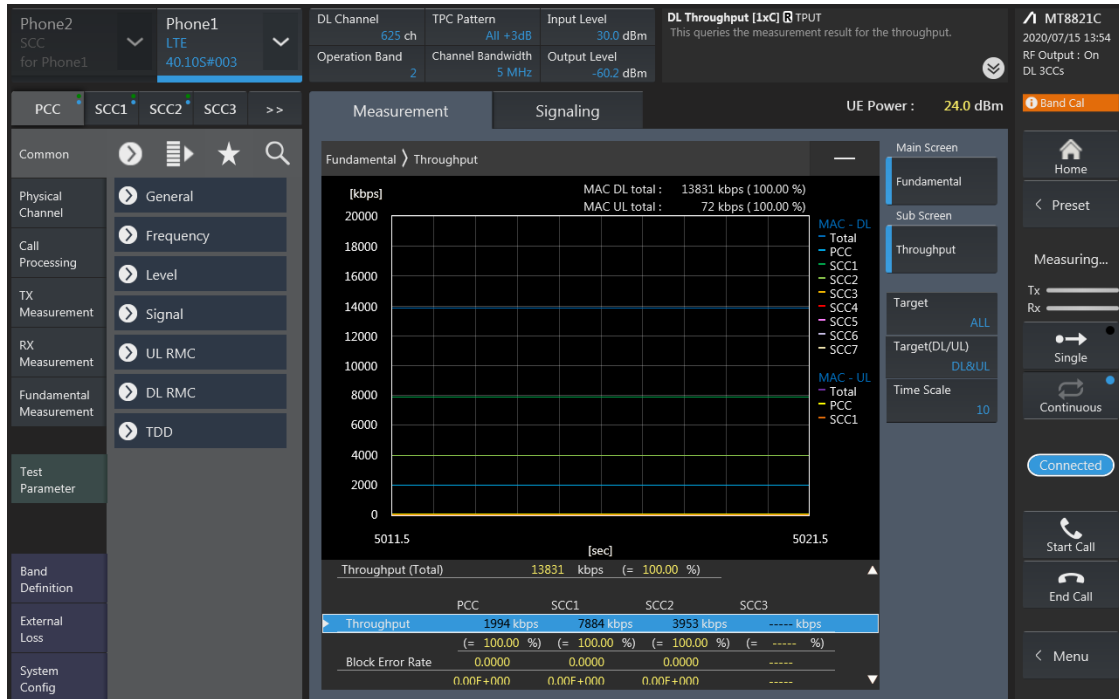 Phone2
SCC
for Phone1
Phone1
LTE
40.10S#003
DL Channel
625 ch
Operation Band
2
TPC Pattern
All +3dB
Channel Bandwidth
5 MHz
Input Level
30.0 dBm
Output Level
-60.2 dBm
DL Throughput [1xC] R TPUT
This queries the measurement result for the throughput.
MT8821C
2020/07/15 13:54
RF Output : On
DL 3CCs
Band Cal
PCC SCC1 SCC2 SCC3 >>
Measurement Signaling
UE Power : 24.0 dBm
Common
Physical
Channel
Call
Processing
TX
Measurement
RX
Measurement
Fundamental
Measurement
Test
Parameter
Band
Definition
External
Loss
System
Config
General
Frequency
Level
Signal
UL RMC
DL RMC
TDD
Fundamental 〉 Throughput
[kbps]
MAC DL total : 13831 kbps ( 100.00 %)
MAC UL total : 72 kbps ( 100.00 %)
20000
18000
16000
14000
12000
10000
8000
6000
4000
2000
0
5011.5
[sec]
5021.5
MAC - DL
Total
PCC
SCC1
SCC2
SCC3
SCC4
SCC5
SCC6
SCC7
MAC - UL
Total
PCC
SCC1
Throughput (Total) 13831 kbps (= 100.00 %)
PCC SCC1 SCC2 SCC3
Throughput 1994 kbps 7884 kbps 3953 kbps ----- kbps
(= 100.00 %) (= 100.00 %) (= 100.00 %) (= ----- %)
Block Error Rate 0.0000 0.0000 0.0000 -----
0.00E+000 0.00E+000 0.00E+000 -----
Main Screen
Fundamental
Sub Screen
Throughput
Target
ALL
Target(DL/UL)
DL&UL
Time Scale
10
Home
< Preset
Measuring...
Tx
Rx
Single
Continuous
Connected
Start Call
End Call
< Menu